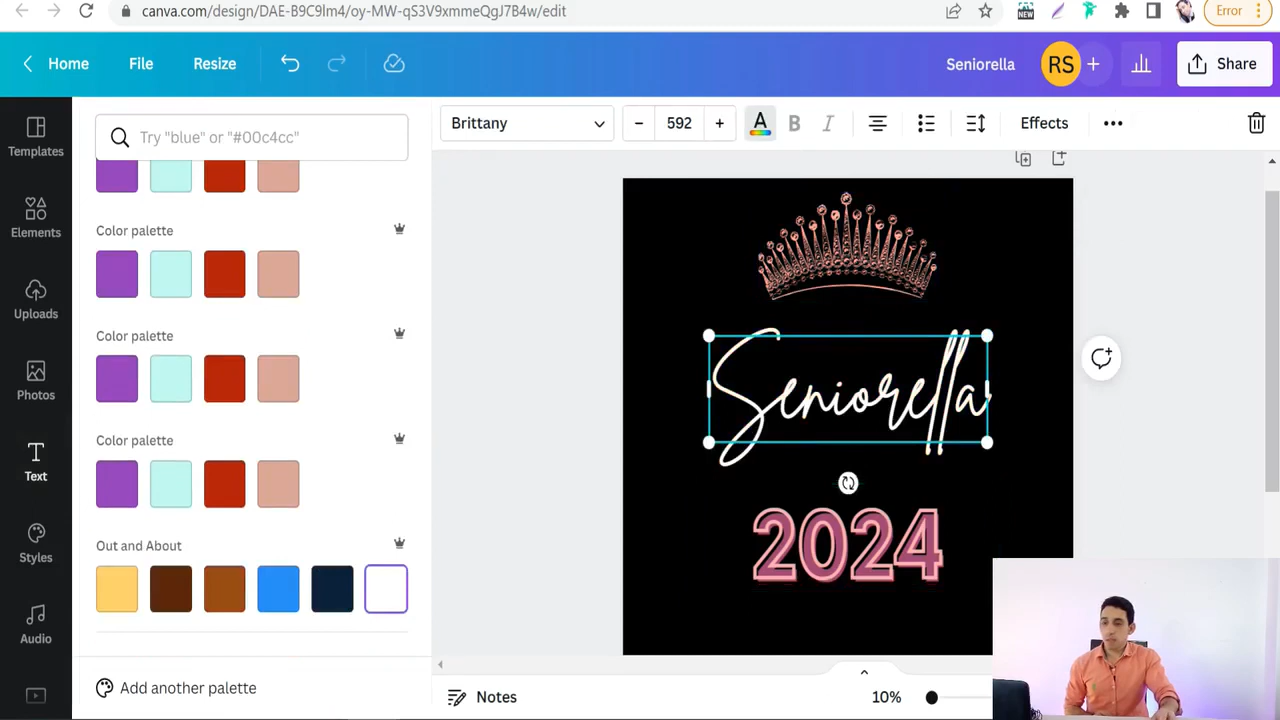 canva.com/design/DAE-B9C9lm4/oy-MW-qS3V9xmmeQgJ7B4w/edit
NEW
Error
Home
File
Resize
Seniorella
RS
Share
Templates
Elements
Uploads
Photos
Text
Styles
Audio
Try "blue" or "#00c4cc"
Color palette
Color palette
Color palette
Out and About
Add another palette
Brittany
592
A
B
I
Effects
Seniorella
2024
Notes
10%